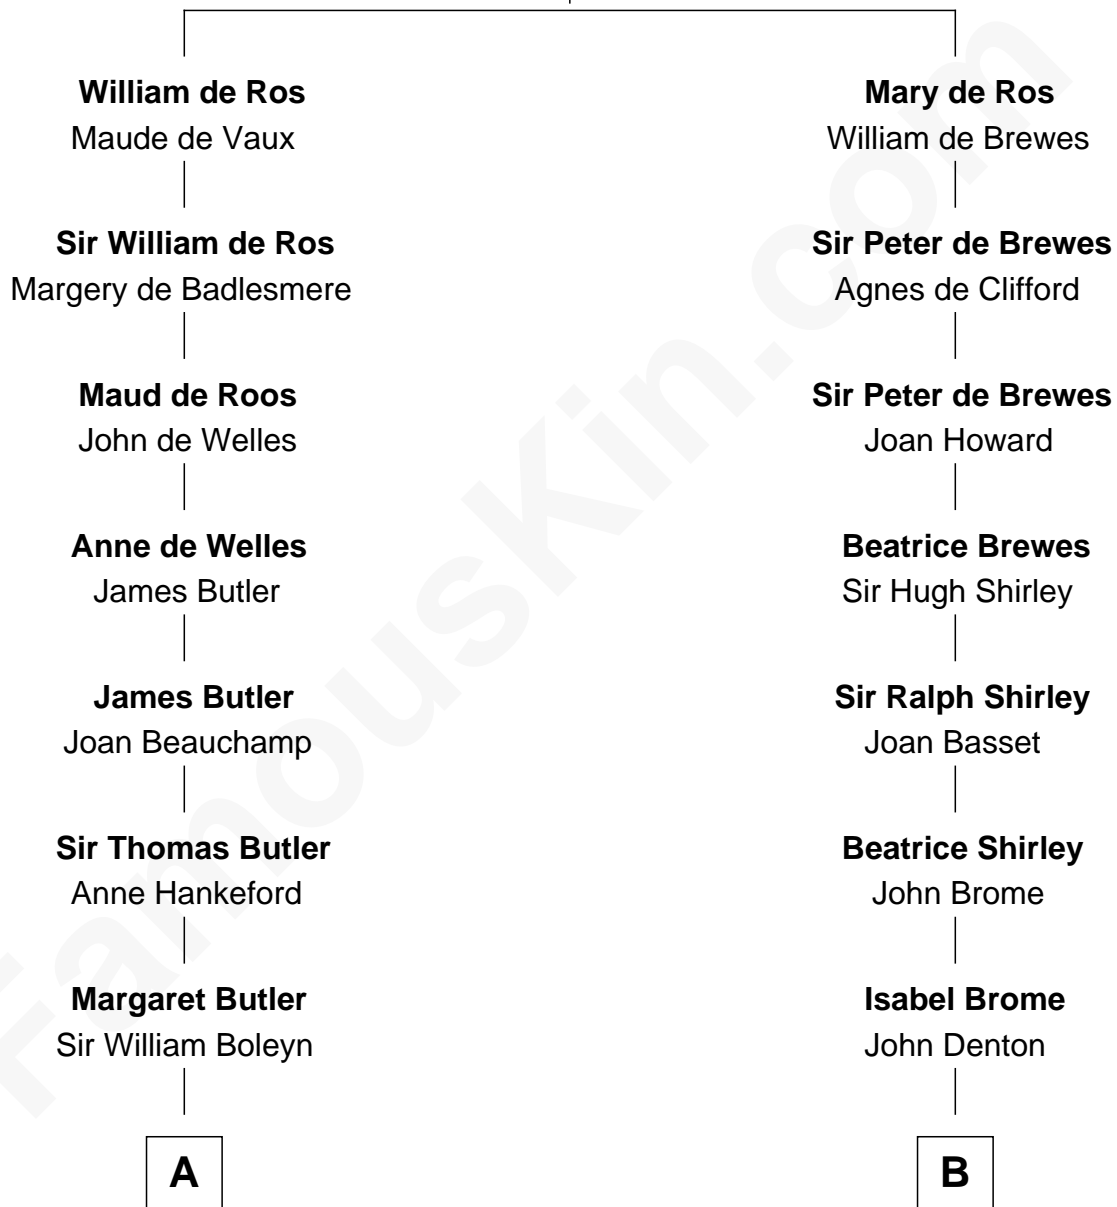 William de Ros
Maude de Vaux
Sir William de Ros
Margery de Badlesmere
Maud de Roos
John de Welles
Anne de Welles
James Butler
James Butler
Joan Beauchamp
Sir Thomas Butler
Anne Hankeford
Margaret Butler
Sir William Boleyn
A
Mary de Ros
William de Brewes
Sir Peter de Brewes
Agnes de Clifford
Sir Peter de Brewes
Joan Howard
Beatrice Brewes
Sir Hugh Shirley
Sir Ralph Shirley
Joan Basset
Beatrice Shirley
John Brome
Isabel Brome
John Denton
B
FamousKin.com